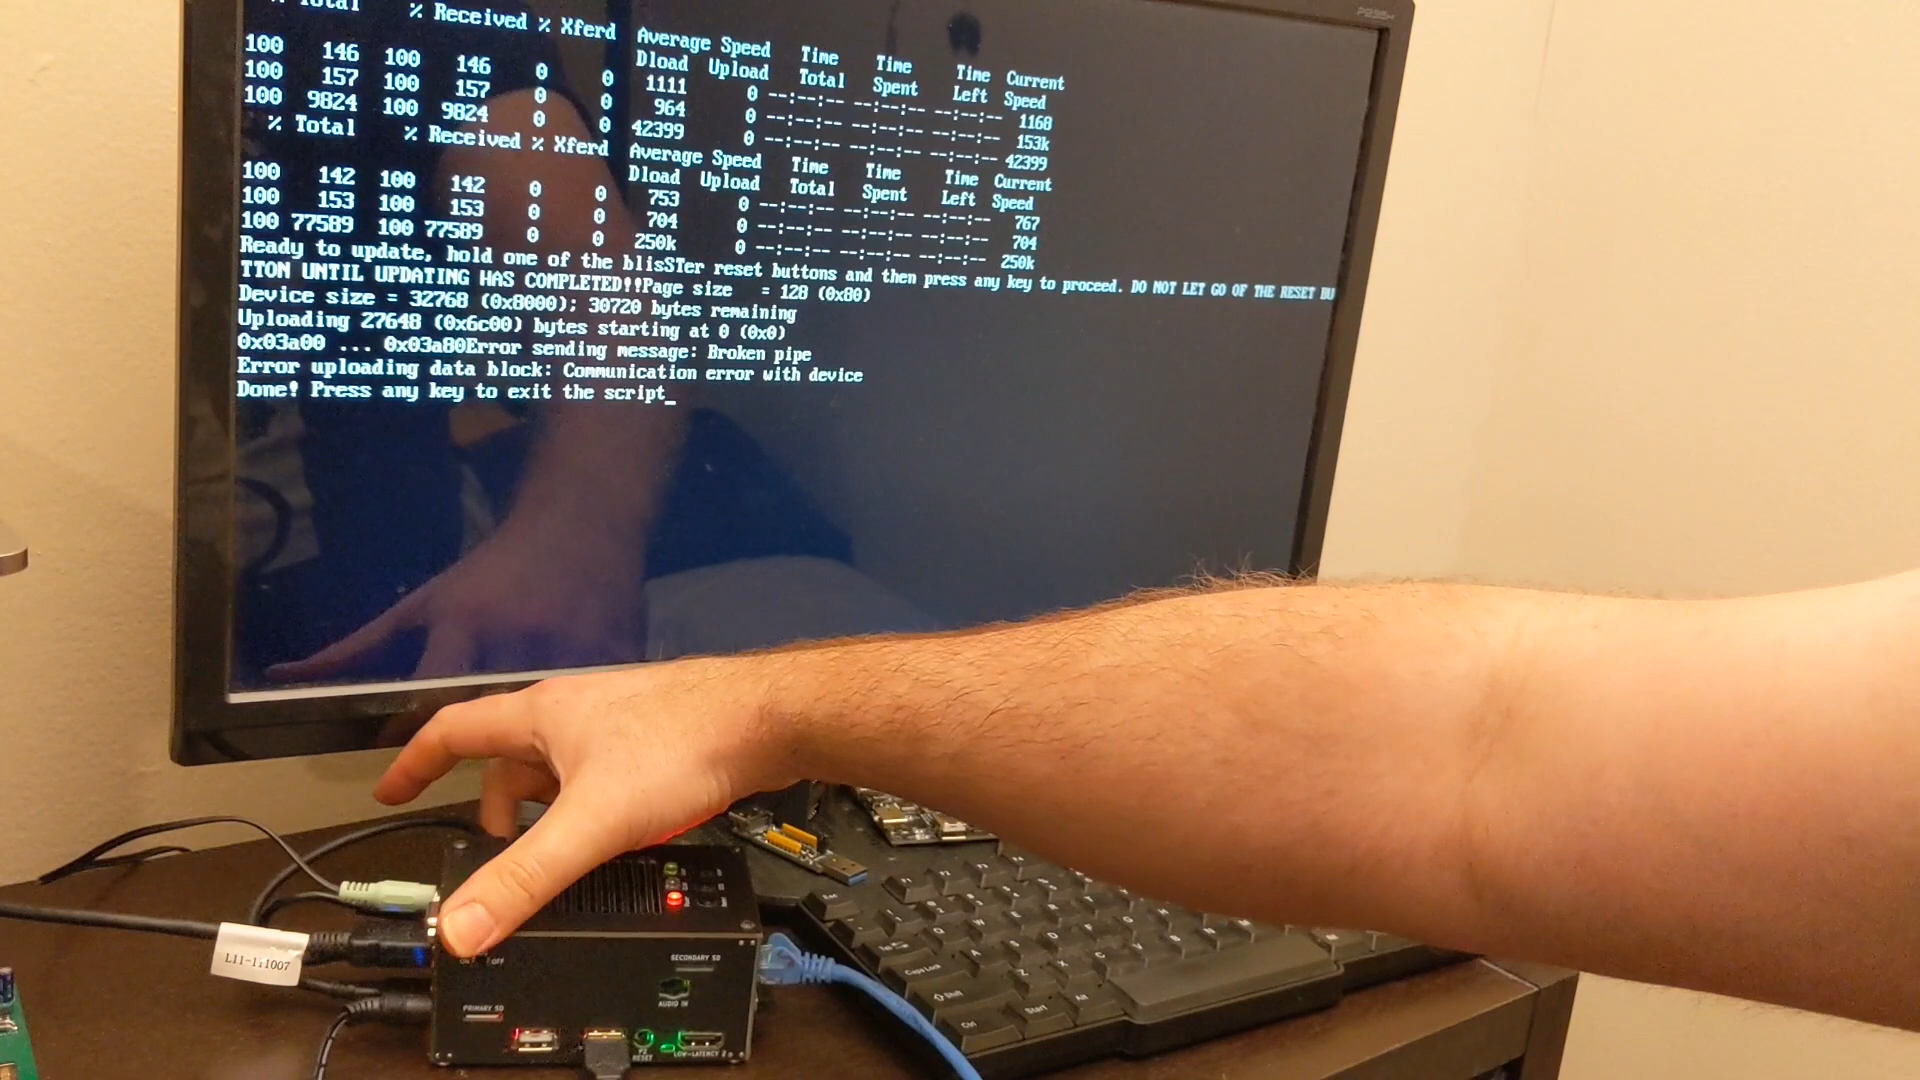 % Total % Received % Xferd Average Speed Time Time Time Current
Dload Upload Total Spent Left Speed
100 146 100 146 0 0 1111 0 --:--:-- --:--:-- --:--:-- 1168
100 157 100 157 0 0 964 0 --:--:-- --:--:-- --:--:-- 153k
100 9824 100 9824 0 0 42399 0 --:--:-- --:--:-- --:--:-- 42399
% Total % Received % Xferd Average Speed Time Time Time Current
Dload Upload Total Spent Left Speed
100 142 100 142 0 0 753 0 --:--:-- --:--:-- --:--:-- 767
100 153 100 153 0 0 704 0 --:--:-- --:--:-- --:--:-- 704
100 77589 100 77589 0 0 250k 0 --:--:-- --:--:-- --:--:-- 250k
Ready to update, hold one of the blisSTer reset buttons and then press any key to proceed. DO NOT LET GO OF THE RESET BU
TTON UNTIL UPDATING HAS COMPLETED!!Page size = 128 (0x80)
Device size = 32768 (0x8000); 30720 bytes remaining
Uploading 27648 (0x6c00) bytes starting at 0 (0x0)
0x03a00 ... 0x03a80Error sending message: Broken pipe
Error uploading data block: Communication error with device
Done! Press any key to exit the script_
L11-111007
OFF
SECONDARY SD
AUDIO IN
PRIMARY SD
RESET
LOW-LATENCY 2
CapsLock
Shift
Ctrl
Start
Alt